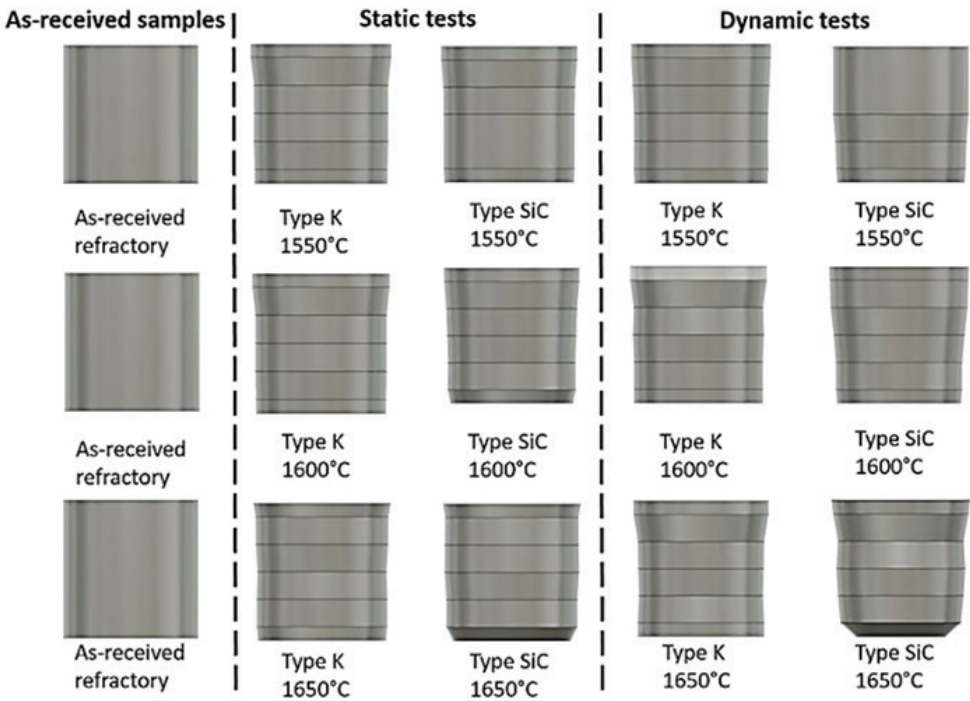 As-received samples
Static tests
Dynamic tests
As-received
refractory
Type K
1550°C
Type SiC
1550°C
Type K
1550°C
Type SiC
1550°C
As-received
refractory
Type K
1600°C
Type SiC
1600°C
Type K
1600°C
Type SiC
1600°C
As-received
refractory
Type K
1650°C
Type SiC
1650°C
Type K
1650°C
Type SiC
1650°C